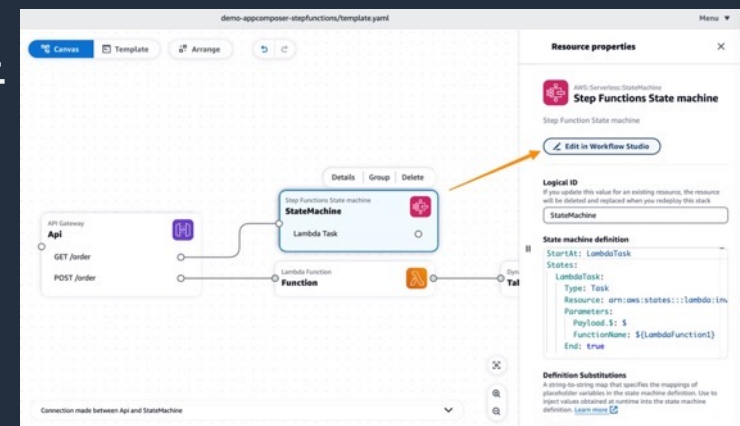 demo-appcomposer-stepfunctions/template.yaml
Menu ▼
Canvas
Template
Arrange
Resource properties
AWS::Serverless::StateMachine
Step Functions State machine
Step Function State machine
Edit in Workflow Studio
Details
Group
Delete
Step Functions State machine
StateMachine
Lambda Task
API Gateway
Api
GET /order
POST /order
Lambda Function
Function
Logical ID
If you update this value for an existing resource, the resource
will be deleted and replaced when you redeploy this stack
StateMachine
State machine definition
StartAt: LambdaTask
States:
LambdaTask:
Type: Task
Resource: arn:aws:states:::lambda:inv
Parameters:
Payload.$: $
FunctionName: ${LambdaFunction1}
End: true
Definition Substitutions
A string-to-string map that specifies the mappings of
placeholder variables in the state machine definition. Use to
inject values obtained at runtime into the state machine
definition. Learn more
Connection made between Api and StateMachine